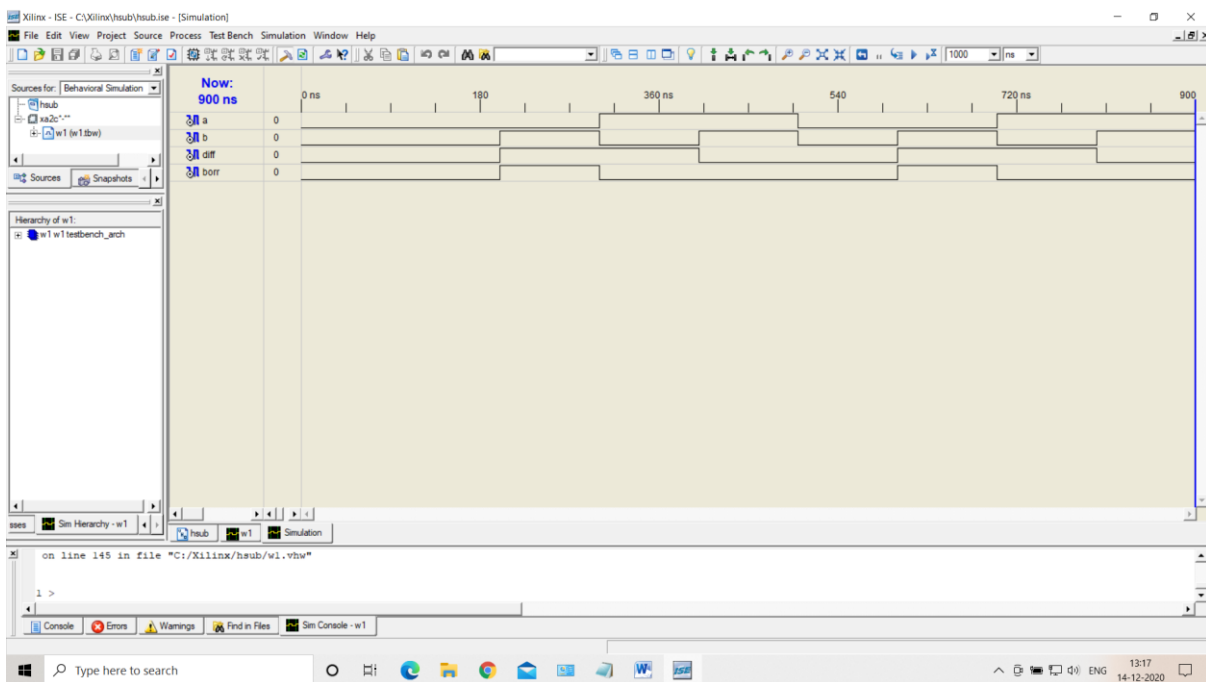 Xilinx - ISE - C:\Xilinx\hsub\hsub.ise - [Simulation]
File Edit View Project Source Process Test Bench Simulation Window Help
1000 ns
Sources for: Behavioral Simulation
hsub
xa2c*-**
w1 (w1.tbw)
Sources Snapshots
Hierarchy of w1:
w1 w1 testbench_arch
sses Sim Hierarchy - w1
Now:
900 ns
0 ns 180 360 ns 540 720 ns 900
a 0
b 0
diff 0
borr 0
hsub w1 Simulation
on line 145 in file "C:/Xilinx/hsub/w1.vhw"
1 >
Console Errors Warnings Find in Files Sim Console - w1
Type here to search
ENG 13:17
14-12-2020